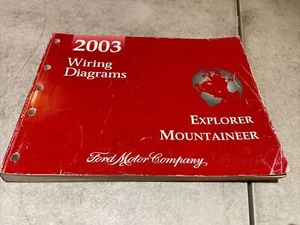 2003
Wiring
Diagrams
EXPLORER
MOUNTAINEER
Ford Motor Company